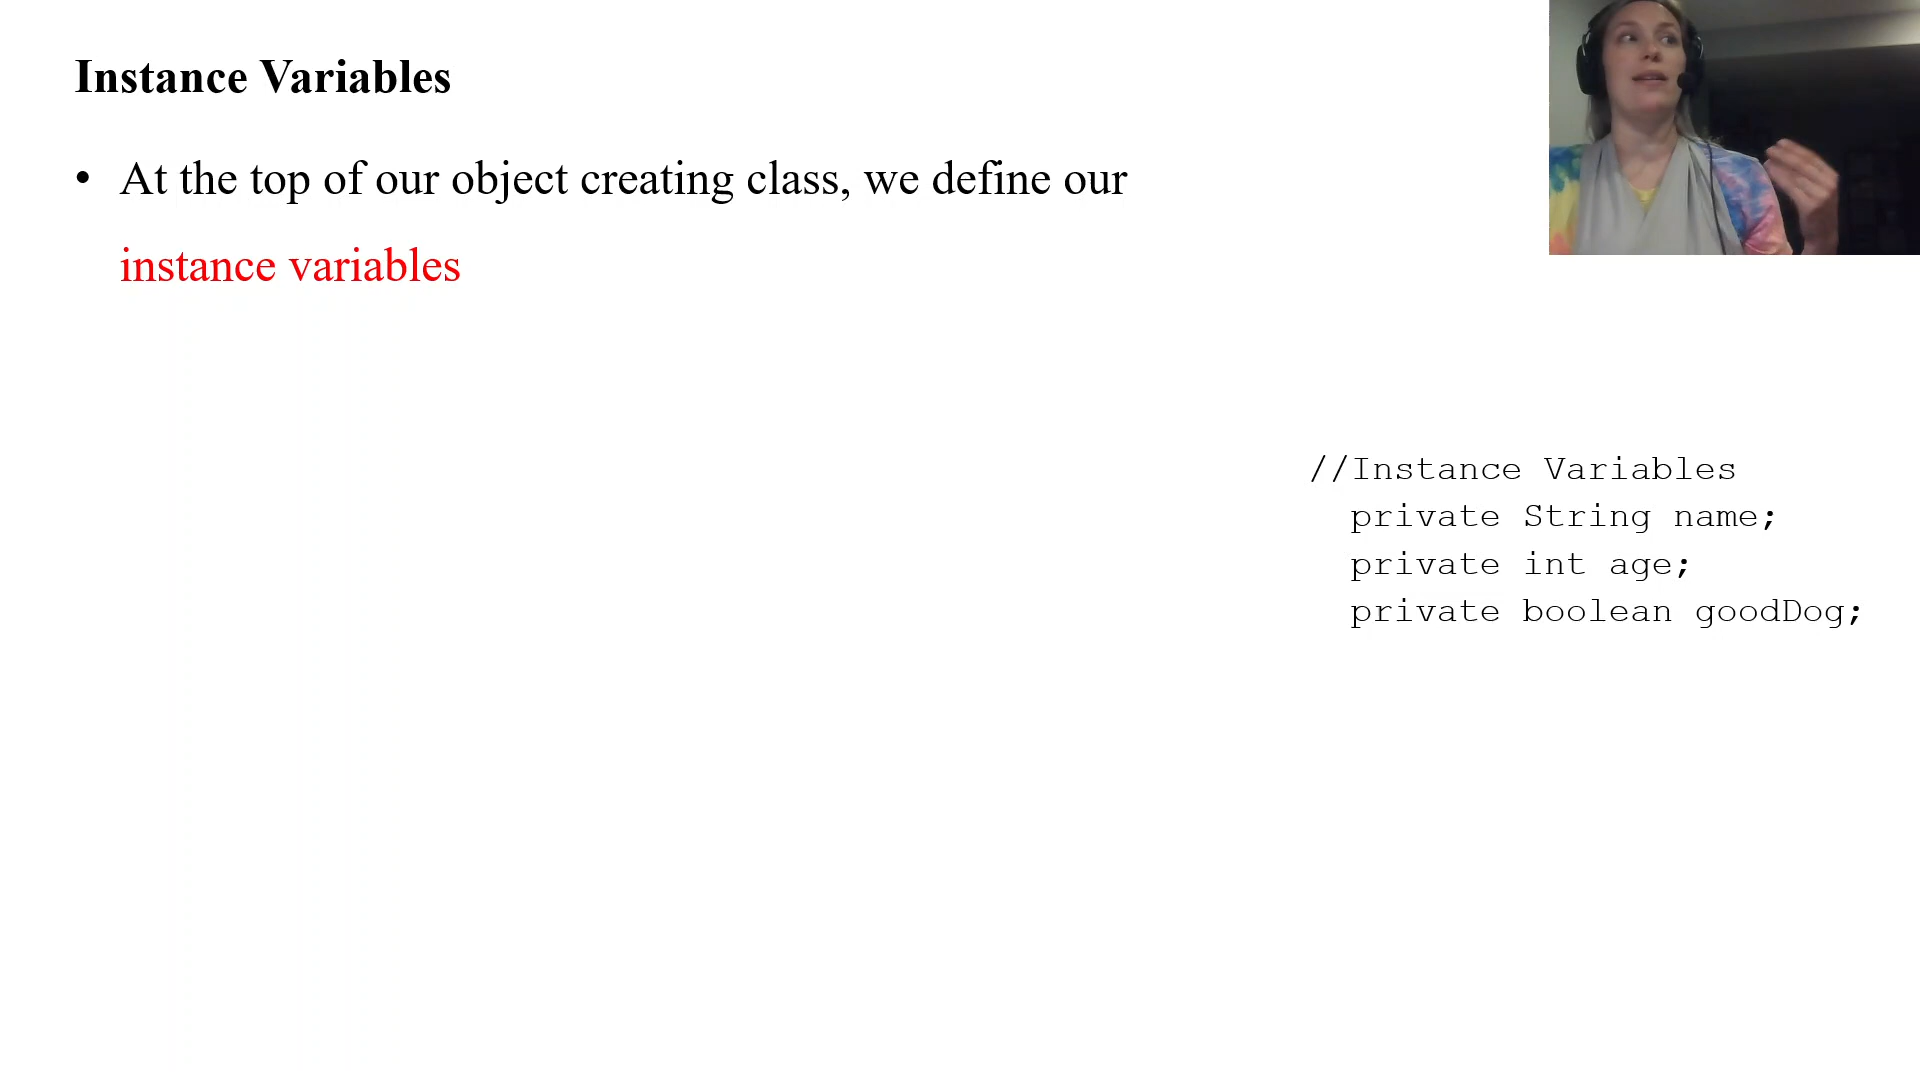 Instance Variables
• At the top of our object creating class, we define our
instance variables
//Instance Variables
private String name;
private int age;
private boolean goodDog;